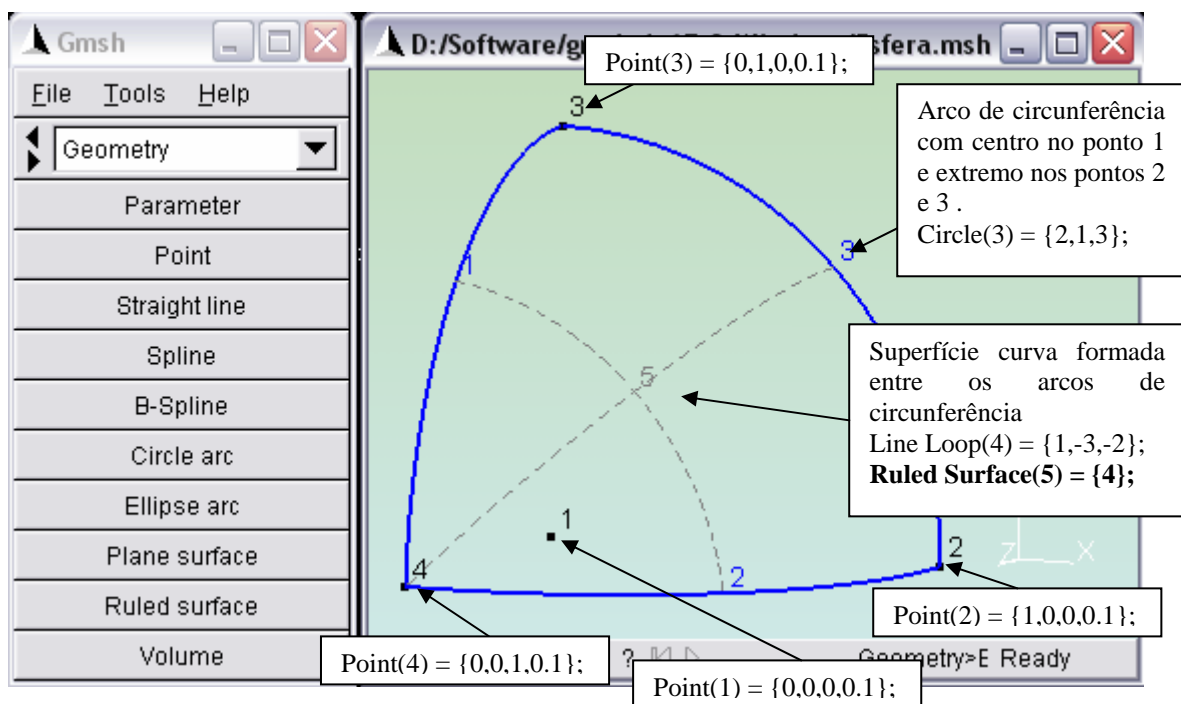 Gmsh
File Tools Help
Geometry
Parameter
Point
Straight line
Spline
B-Spline
Circle arc
Ellipse arc
Plane surface
Ruled surface
Volume
D:/Software/g sfera.msh
Point(3) = {0,1,0,0.1};
3
Arco de circunferência
com centro no ponto 1
e extremo nos pontos 2
e 3 .
Circle(3) = {2,1,3};
1
3
5
Superfície curva formada
entre os arcos de
circunferência
Line Loop(4) = {1,-3,-2};
Ruled Surface(5) = {4};
1
2
Z X
4
2
Point(2) = {1,0,0,0.1};
Point(4) = {0,0,1,0.1};
? Geometry>E Ready
Point(1) = {0,0,0,0.1};